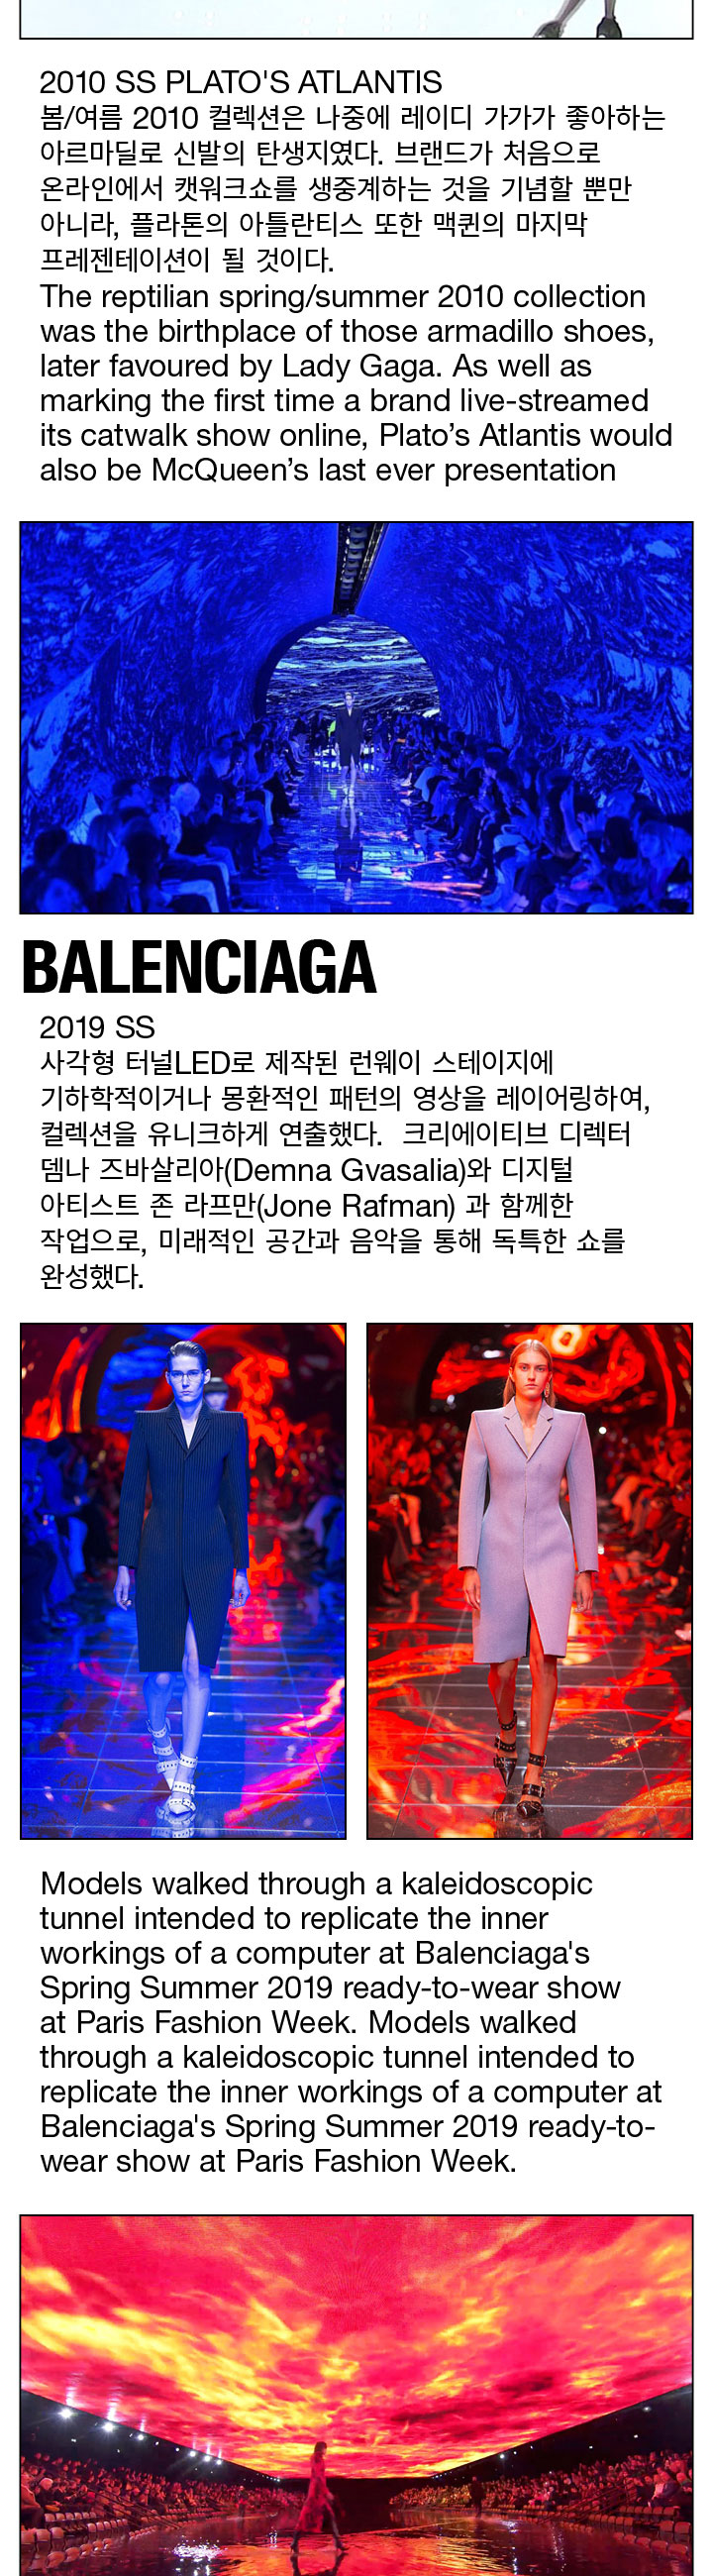 2010 SS PLATO'S ATLANTIS
봄/여름 2010 컬렉션은 나중에 레이디 가가가 좋아하는
아르마딜로 신발의 탄생지였다. 브랜드가 처음으로
온라인에서 캣워크쇼를 생중계하는 것을 기념할 뿐만
아니라, 플라톤의 아틀란티스 또한 맥퀸의 마지막
프레젠테이션이 될 것이다.
The reptilian spring/summer 2010 collection
was the birthplace of those armadillo shoes,
later favoured by Lady Gaga. As well as
marking the first time a brand live-streamed
its catwalk show online, Plato’s Atlantis would
also be McQueen’s last ever presentation
BALENCIAGA
2019 SS
사각형 터널LED로 제작된 런웨이 스테이지에
기하학적이거나 몽환적인 패턴의 영상을 레이어링하여,
컬렉션을 유니크하게 연출했다.  크리에이티브 디렉터
뎀나 즈바살리아(Demna Gvasalia)와 디지털
아티스트 존 라프만(Jone Rafman) 과 함께한
작업으로, 미래적인 공간과 음악을 통해 독특한 쇼를
완성했다.
Models walked through a kaleidoscopic
tunnel intended to replicate the inner
workings of a computer at Balenciaga's
Spring Summer 2019 ready-to-wear show
at Paris Fashion Week. Models walked
through a kaleidoscopic tunnel intended to
replicate the inner workings of a computer at
Balenciaga's Spring Summer 2019 ready-to-
wear show at Paris Fashion Week.